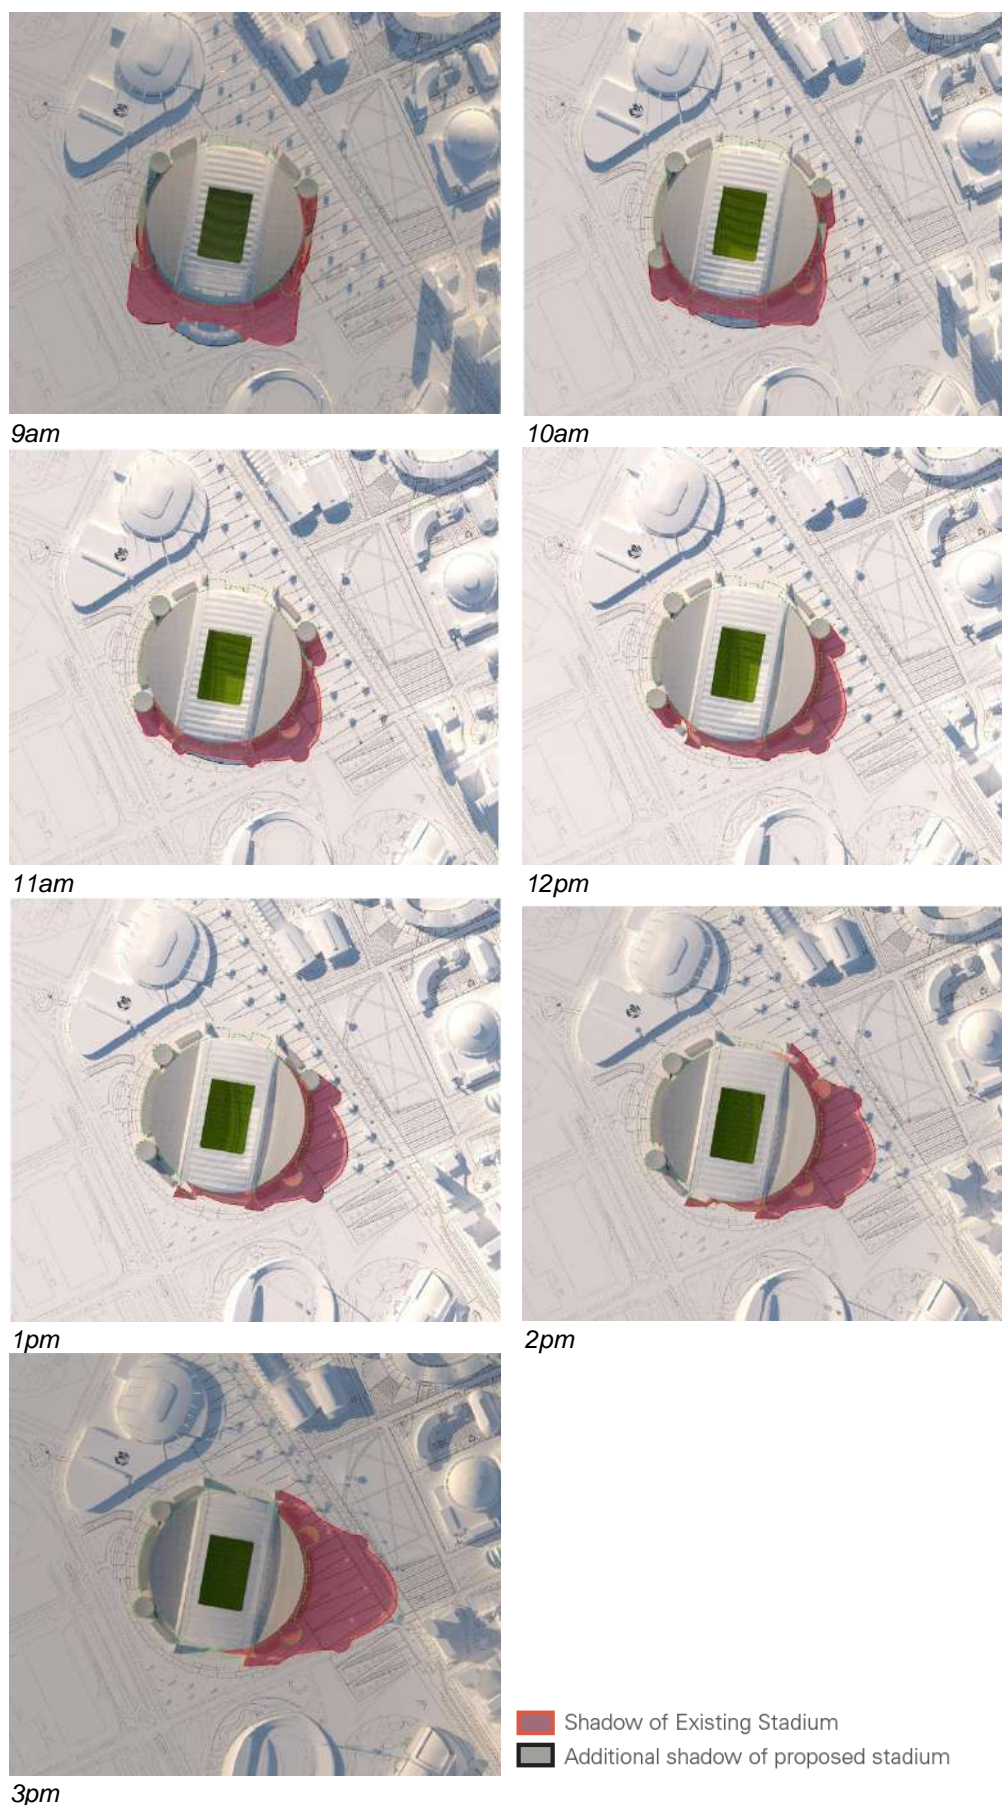 9am
10am
11am
12pm
1pm
2pm
Shadow of Existing Stadium
Additional shadow of proposed stadium
3pm